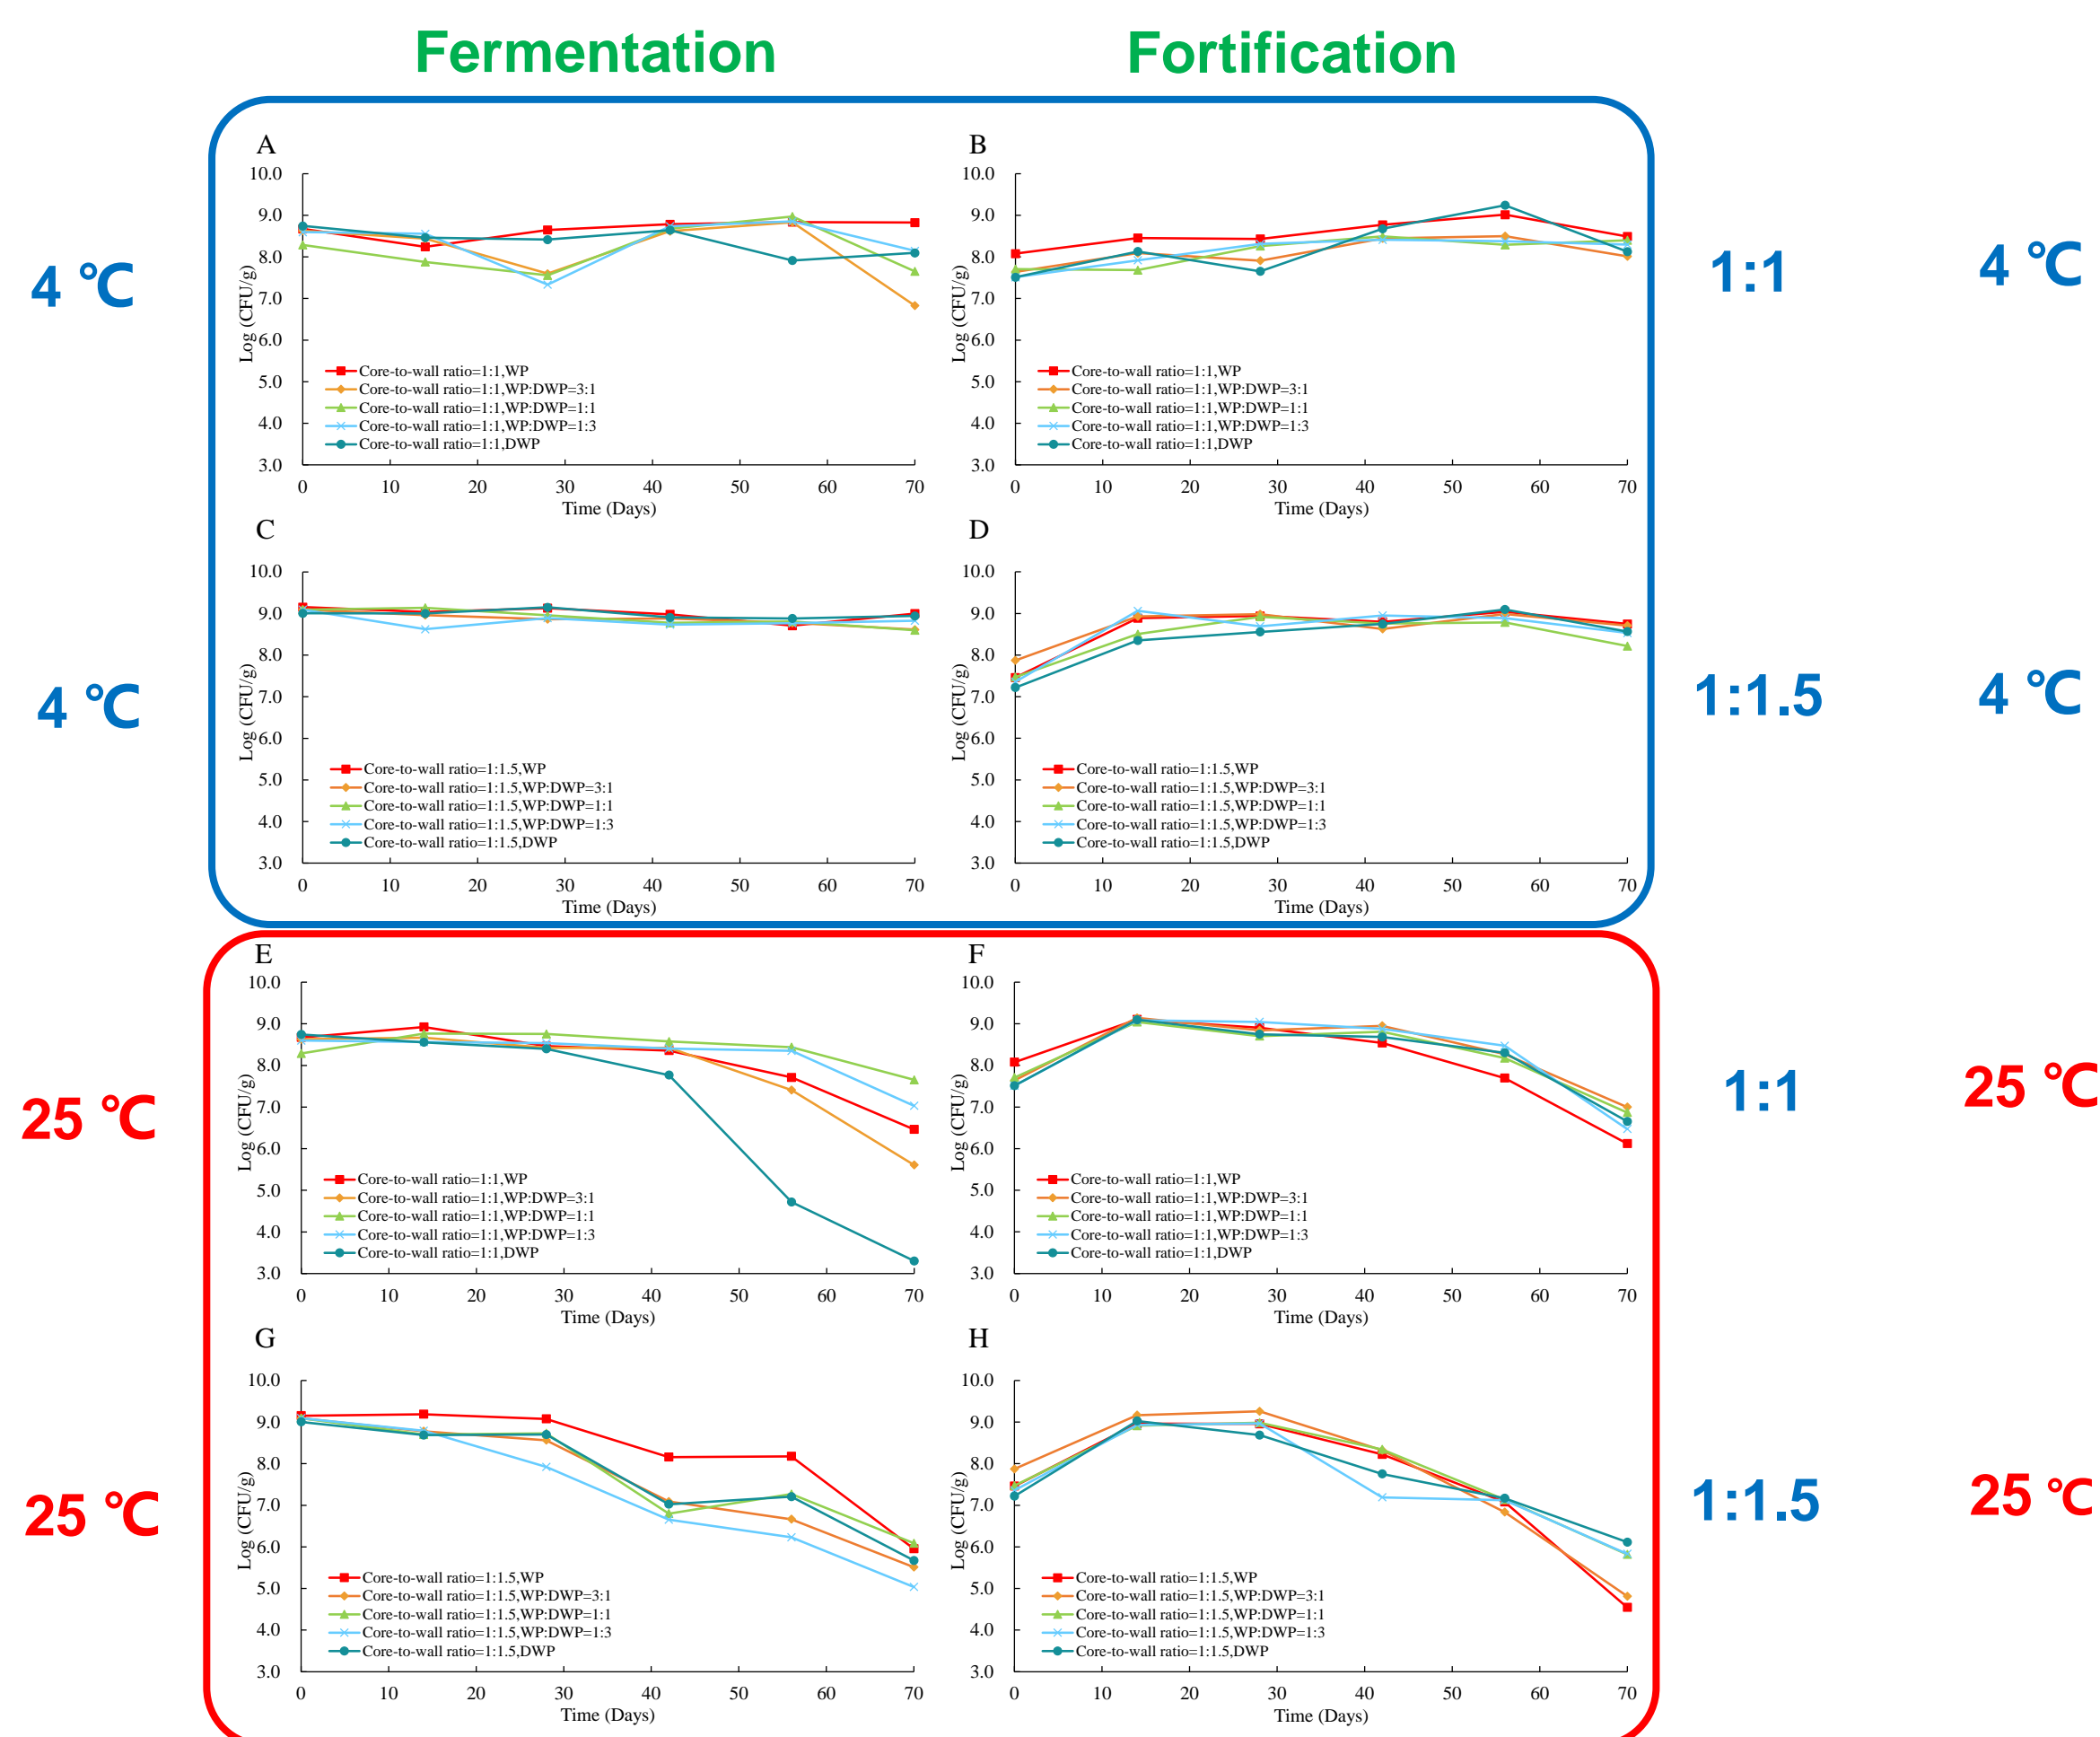 Fermentation Fortification
A
10.0
9.0
8.0
7.0
6.0
5.0
4.0
3.0
Log (CFU/g)
Core-to-wall ratio=1:1,WP
Core-to-wall ratio=1:1,WP:DWP=3:1
Core-to-wall ratio=1:1,WP:DWP=1:1
Core-to-wall ratio=1:1,WP:DWP=1:3
Core-to-wall ratio=1:1,DWP
0 10 20 30 40 50 60 70
Time (Days)
B
10.0
9.0
8.0
7.0
6.0
5.0
4.0
3.0
Log (CFU/g)
Core-to-wall ratio=1:1,WP
Core-to-wall ratio=1:1,WP:DWP=3:1
Core-to-wall ratio=1:1,WP:DWP=1:1
Core-to-wall ratio=1:1,WP:DWP=1:3
Core-to-wall ratio=1:1,DWP
0 10 20 30 40 50 60 70
Time (Days)
4 ℃
1:1
4 ℃
C
10.0
9.0
8.0
7.0
6.0
5.0
4.0
3.0
Log (CFU/g)
Core-to-wall ratio=1:1.5,WP
Core-to-wall ratio=1:1.5,WP:DWP=3:1
Core-to-wall ratio=1:1.5,WP:DWP=1:1
Core-to-wall ratio=1:1.5,WP:DWP=1:3
Core-to-wall ratio=1:1.5,DWP
0 10 20 30 40 50 60 70
Time (Days)
D
10.0
9.0
8.0
7.0
6.0
5.0
4.0
3.0
Log (CFU/g)
Core-to-wall ratio=1:1.5,WP
Core-to-wall ratio=1:1.5,WP:DWP=3:1
Core-to-wall ratio=1:1.5,WP:DWP=1:1
Core-to-wall ratio=1:1.5,WP:DWP=1:3
Core-to-wall ratio=1:1.5,DWP
0 10 20 30 40 50 60 70
Time (Days)
4 ℃
1:1.5
4 ℃
E
10.0
9.0
8.0
7.0
6.0
5.0
4.0
3.0
Log (CFU/g)
Core-to-wall ratio=1:1,WP
Core-to-wall ratio=1:1,WP:DWP=3:1
Core-to-wall ratio=1:1,WP:DWP=1:1
Core-to-wall ratio=1:1,WP:DWP=1:3
Core-to-wall ratio=1:1,DWP
0 10 20 30 40 50 60 70
Time (Days)
F
10.0
9.0
8.0
7.0
6.0
5.0
4.0
3.0
Log (CFU/g)
Core-to-wall ratio=1:1,WP
Core-to-wall ratio=1:1,WP:DWP=3:1
Core-to-wall ratio=1:1,WP:DWP=1:1
Core-to-wall ratio=1:1,WP:DWP=1:3
Core-to-wall ratio=1:1,DWP
0 10 20 30 40 50 60 70
Time (Days)
25 ℃
1:1
25 ℃
G
10.0
9.0
8.0
7.0
6.0
5.0
4.0
3.0
Log (CFU/g)
Core-to-wall ratio=1:1.5,WP
Core-to-wall ratio=1:1.5,WP:DWP=3:1
Core-to-wall ratio=1:1.5,WP:DWP=1:1
Core-to-wall ratio=1:1.5,WP:DWP=1:3
Core-to-wall ratio=1:1.5,DWP
0 10 20 30 40 50 60 70
Time (Days)
H
10.0
9.0
8.0
7.0
6.0
5.0
4.0
3.0
Log (CFU/g)
Core-to-wall ratio=1:1.5,WP
Core-to-wall ratio=1:1.5,WP:DWP=3:1
Core-to-wall ratio=1:1.5,WP:DWP=1:1
Core-to-wall ratio=1:1.5,WP:DWP=1:3
Core-to-wall ratio=1:1.5,DWP
0 10 20 30 40 50 60 70
Time (Days)
25 ℃
1:1.5
25 ℃